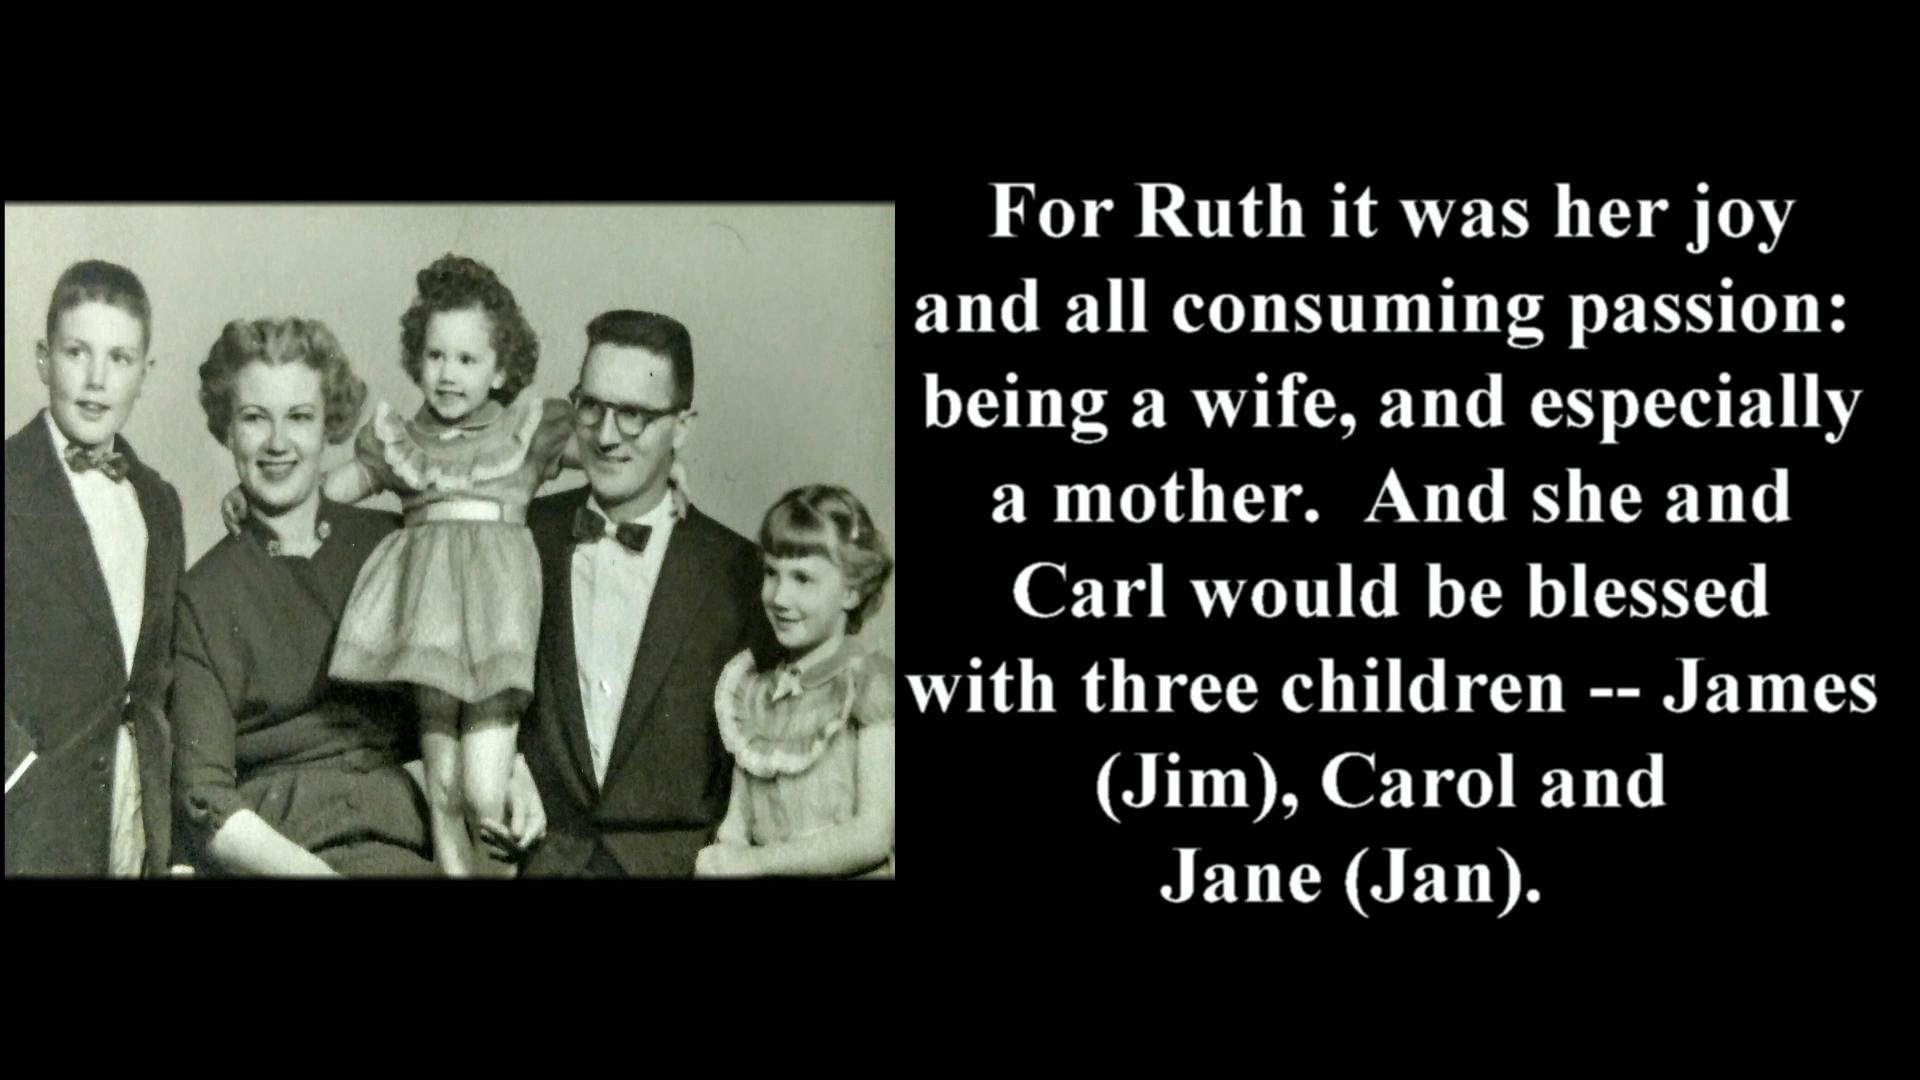 For Ruth it was her joy
and all consuming passion:
being a wife, and especially
a mother.  And she and
Carl would be blessed
with three children -- James
(Jim), Carol and
Jane (Jan).